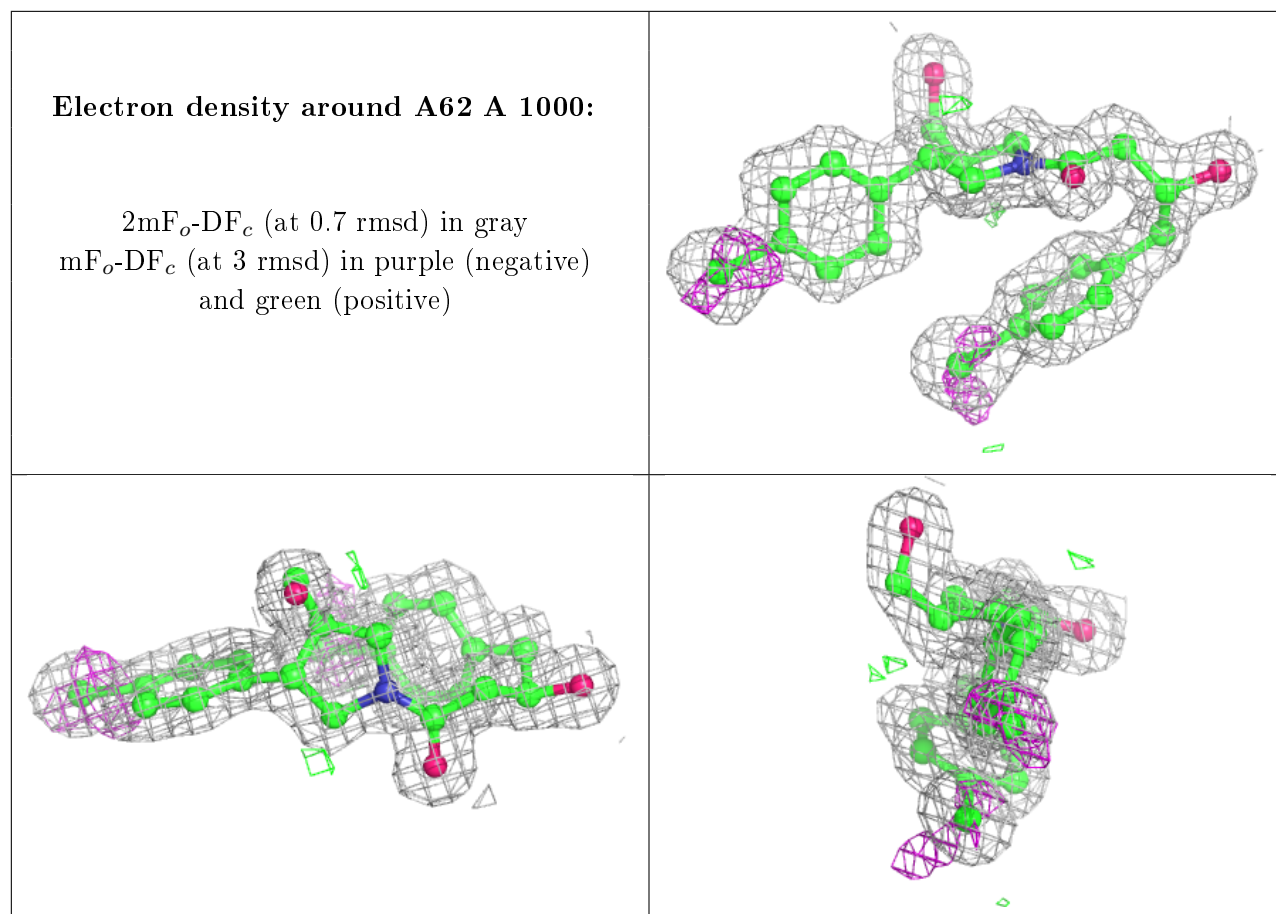 Electron density around A62 A 1000:
2mFo-DFc (at 0.7 rmsd) in gray
mFo-DFc (at 3 rmsd) in purple (negative)
and green (positive)